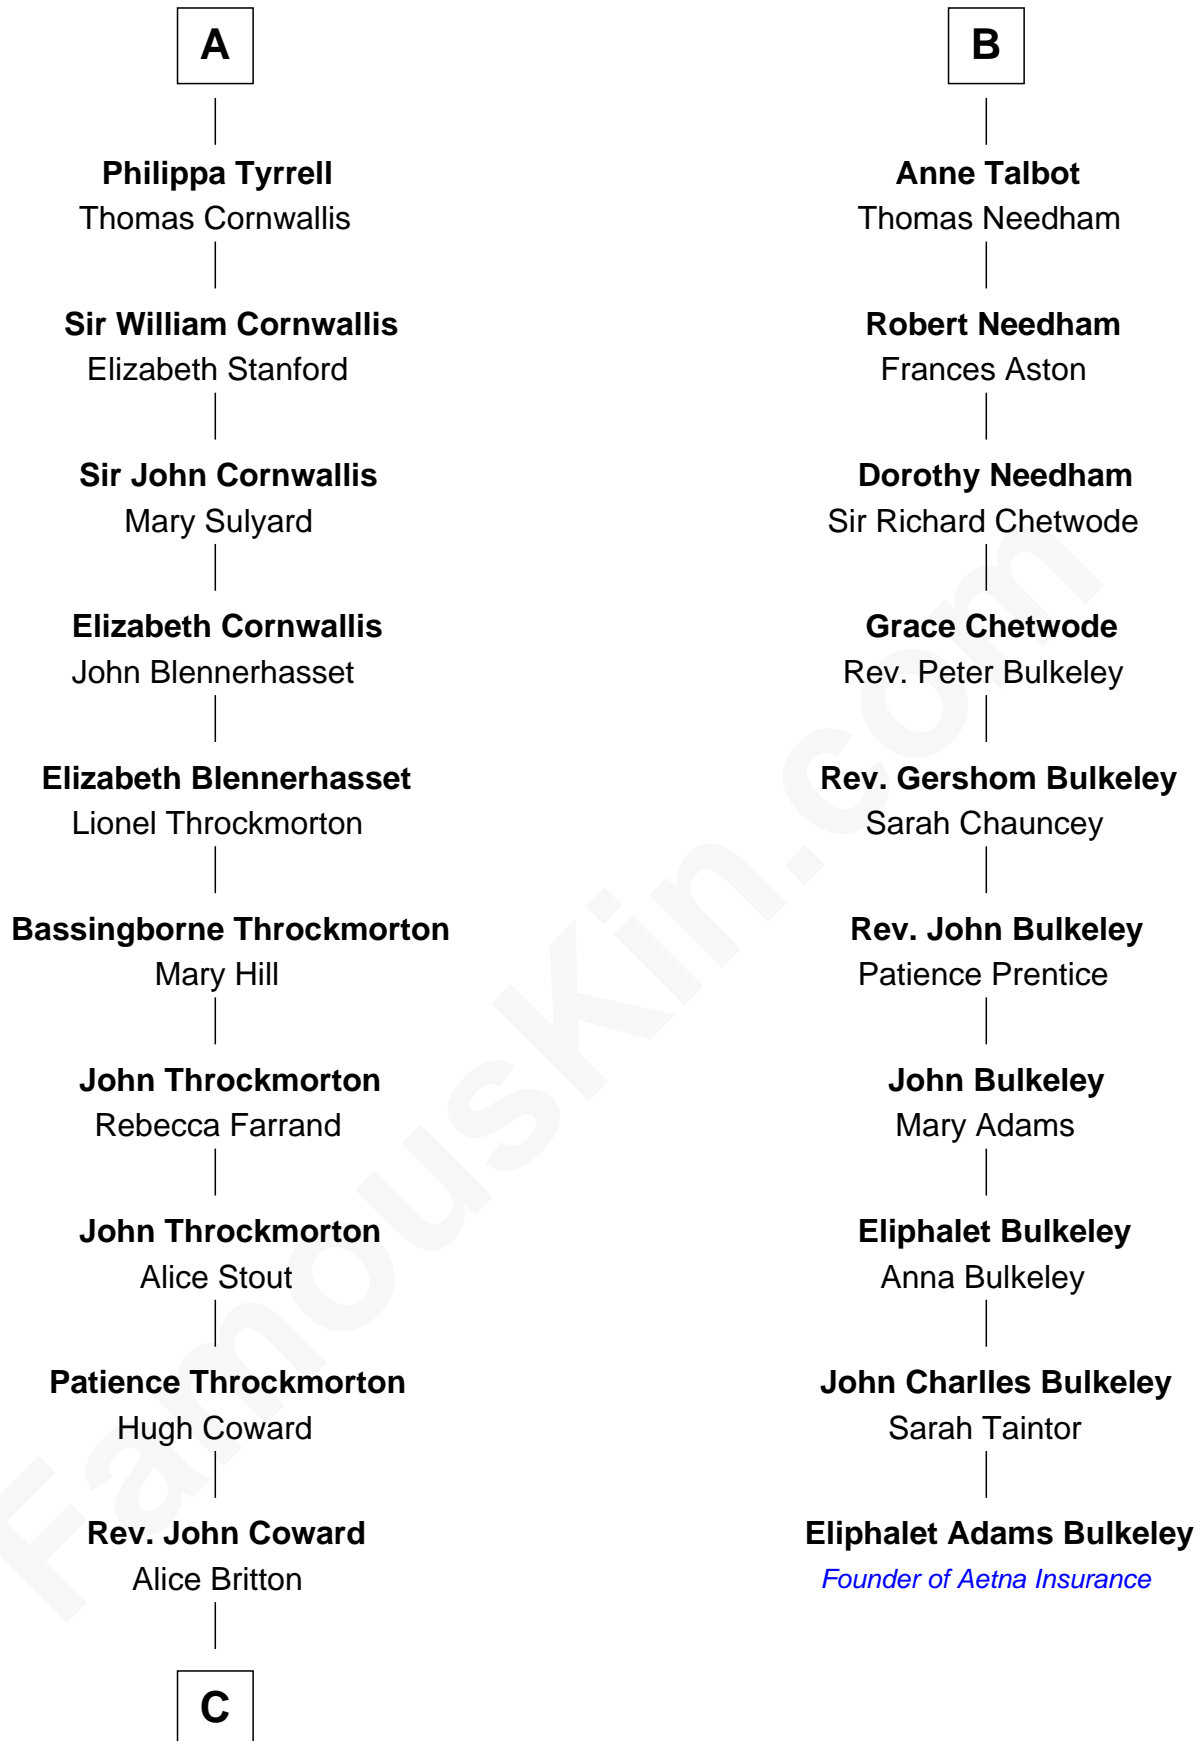 A
Philippa Tyrrell
Thomas Cornwallis
Sir William Cornwallis
Elizabeth Stanford
Sir John Cornwallis
Mary Sulyard
Elizabeth Cornwallis
John Blennerhasset
Elizabeth Blennerhasset
Lionel Throckmorton
Bassingborne Throckmorton
Mary Hill
John Throckmorton
Rebecca Farrand
John Throckmorton
Alice Stout
Patience Throckmorton
Hugh Coward
Rev. John Coward
Alice Britton
C
B
Anne Talbot
Thomas Needham
Robert Needham
Frances Aston
Dorothy Needham
Sir Richard Chetwode
Grace Chetwode
Rev. Peter Bulkeley
Rev. Gershom Bulkeley
Sarah Chauncey
Rev. John Bulkeley
Patience Prentice
John Bulkeley
Mary Adams
Eliphalet Bulkeley
Anna Bulkeley
John Charlles Bulkeley
Sarah Taintor
Eliphalet Adams Bulkeley
Founder of Aetna Insurance
FamousKin.com